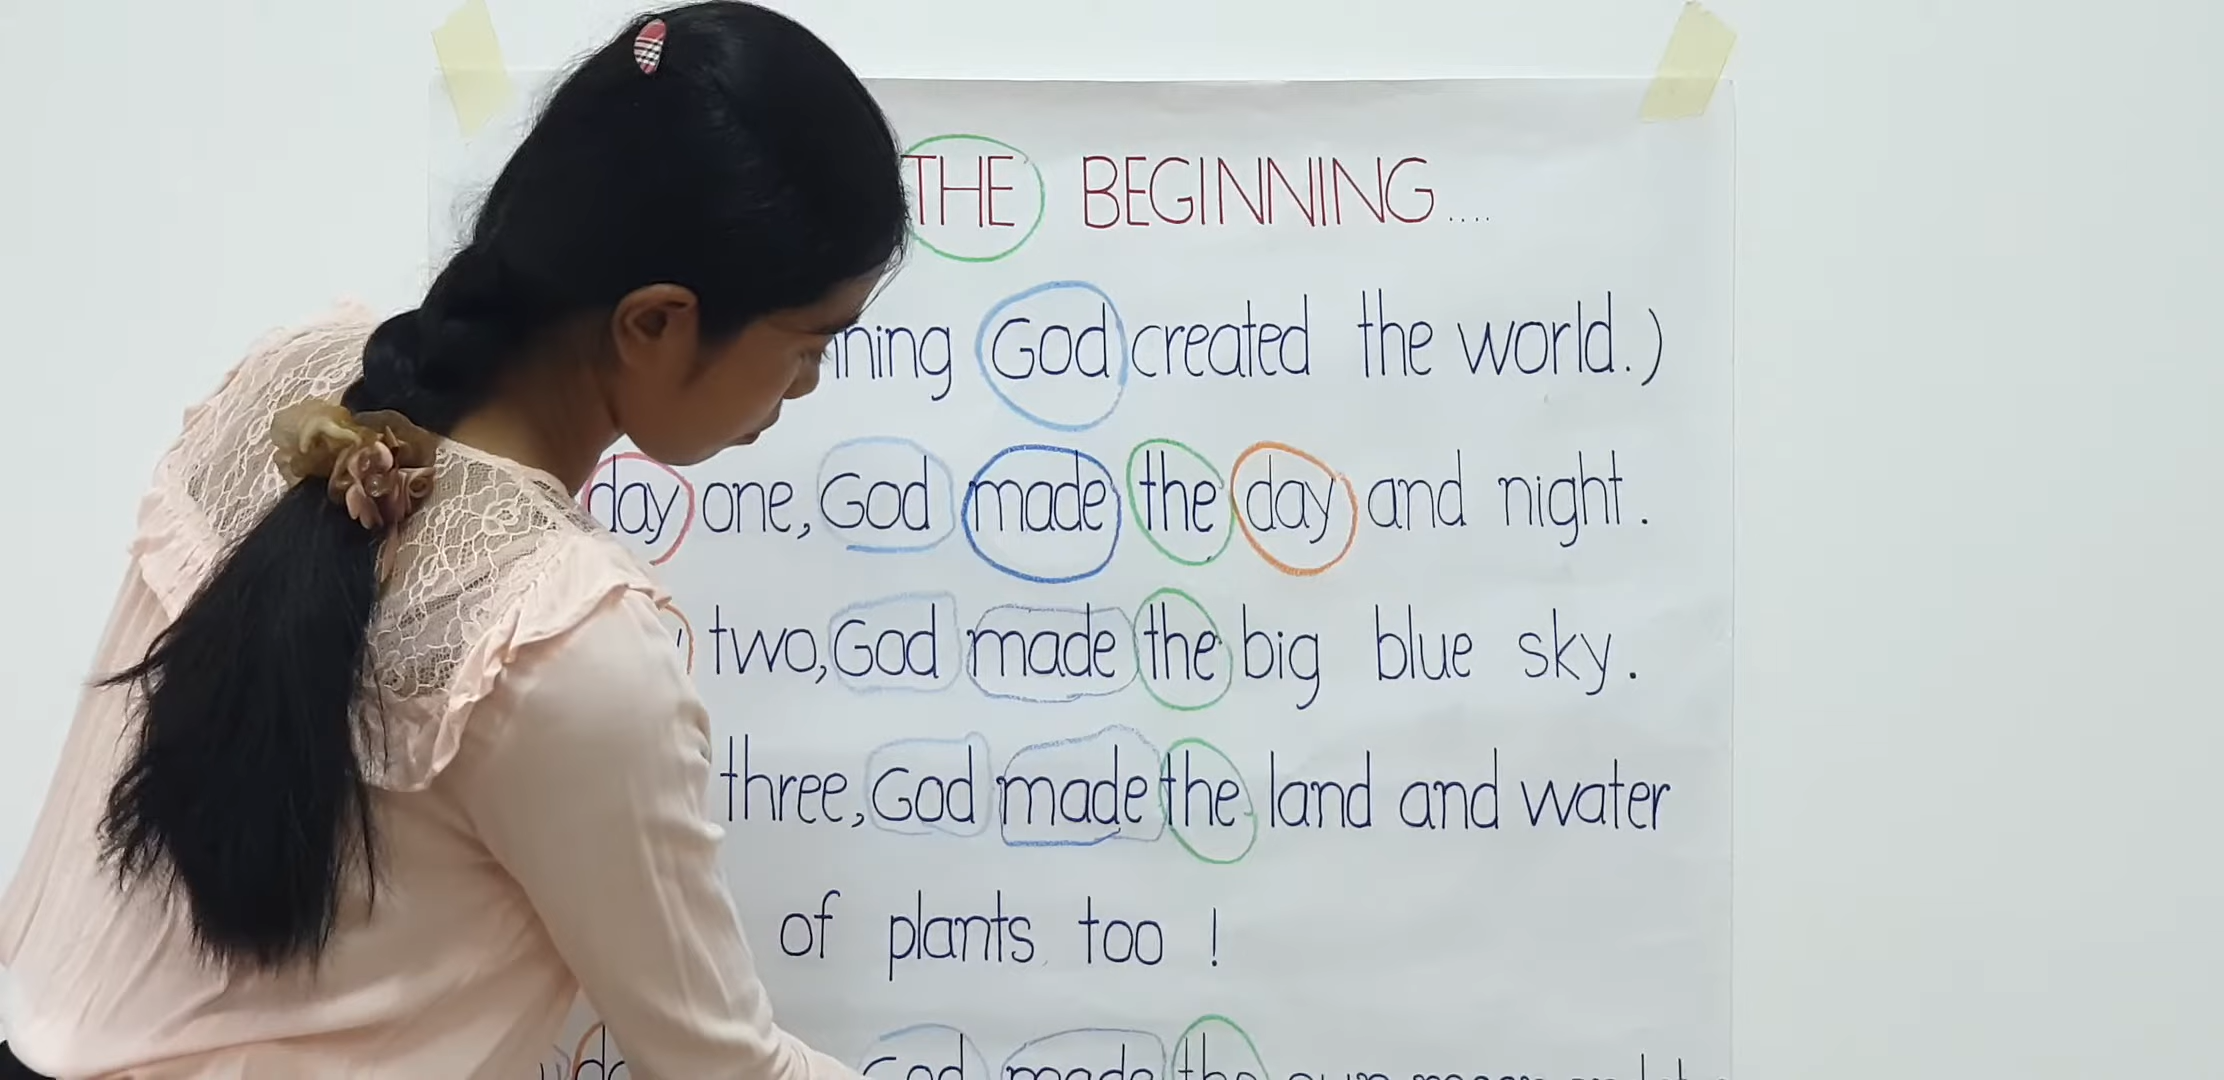 THE BEGINNING....
God created the world.)
day one, God made the day and night.
two, God made the big blue sky.
three, God made the land and water
of plants too !
God made the